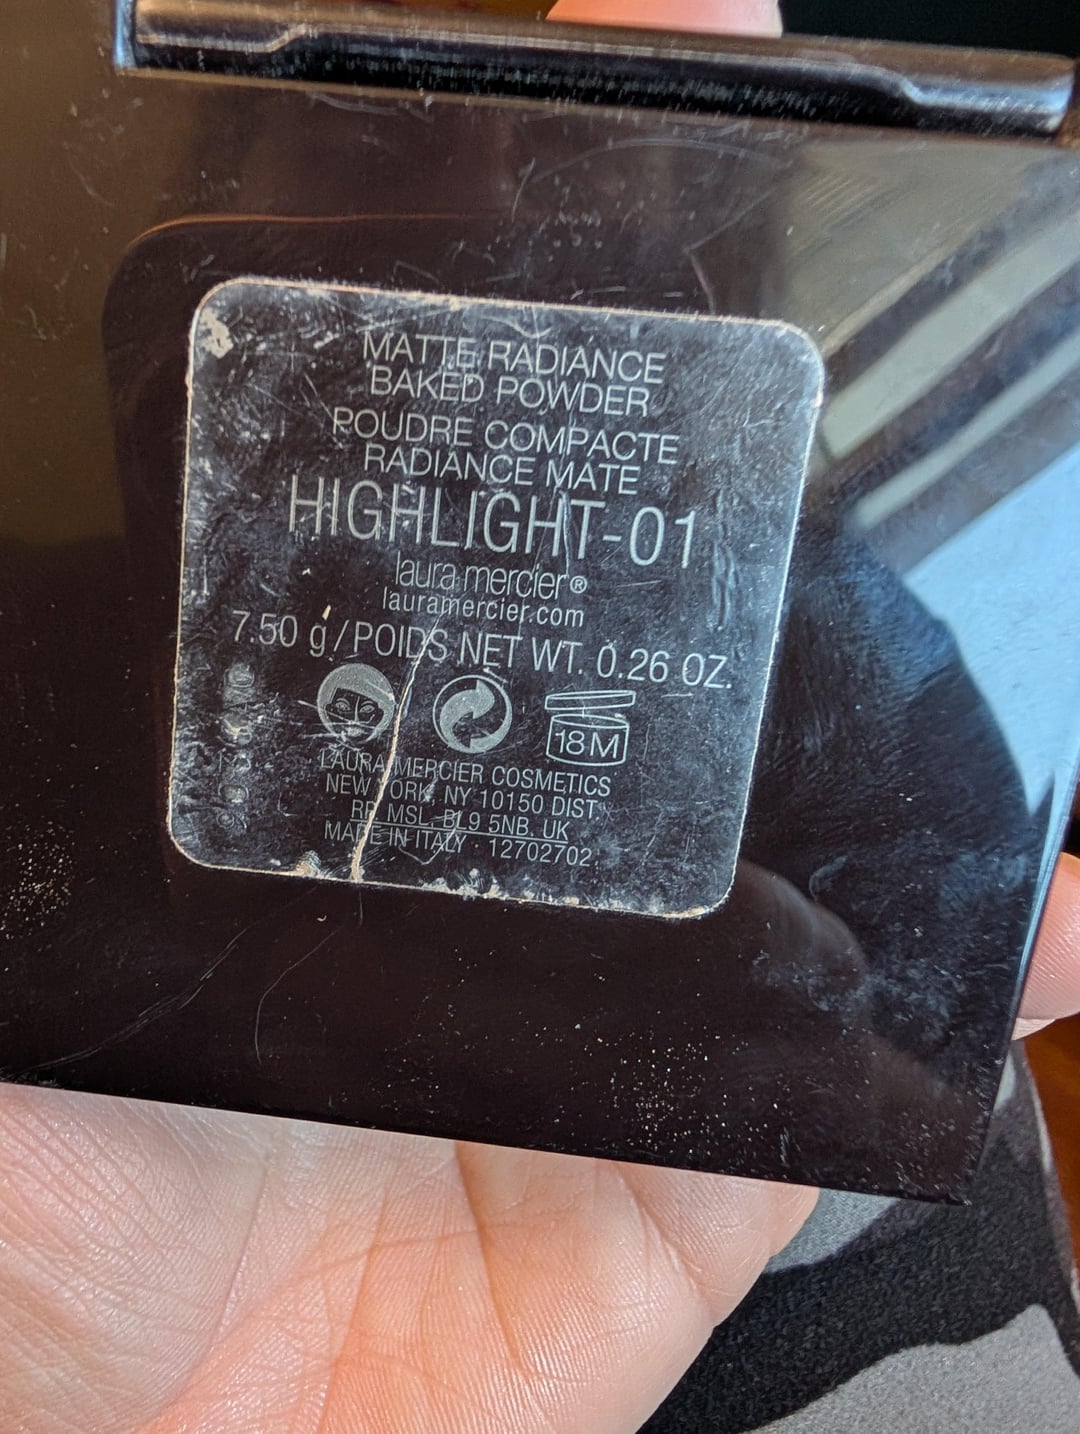 MATTE RADIANCE
BAKED POWDER
POUDRE COMPACTE
RADIANCE MATE
HIGHLIGHT-01
laura mercier®
lauramercier.com
7.50 g/POIDS NET WT. 0.26 OZ.
18M
LAURA MERCIER COSMETICS
NEW YORK, NY 10150 DIST.
RP MSL, BL9 5NB. UK
MADE IN ITALY · 12702702